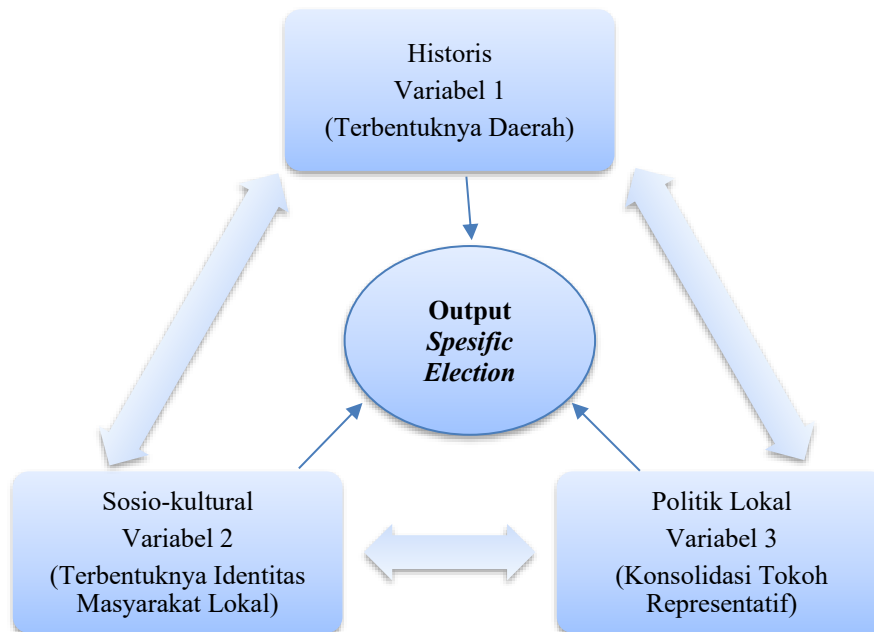 Historis
Variabel 1
(Terbentuknya Daerah)
Output
Spesific
Election
Sosio-kultural
Variabel 2
(Terbentuknya Identitas
Masyarakat Lokal)
Politik Lokal
Variabel 3
(Konsolidasi Tokoh
Representatif)